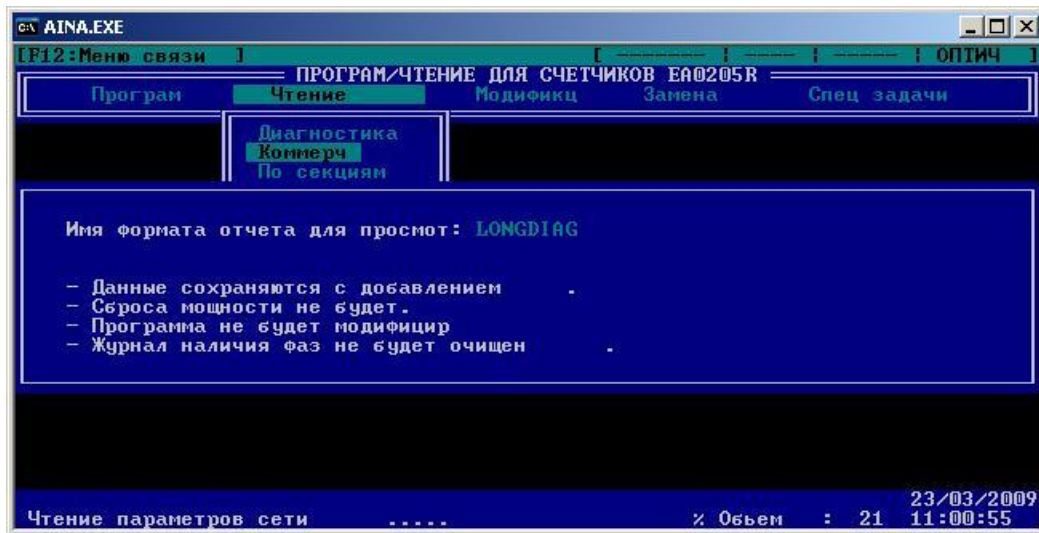 AINA.EXE
[F12:Меню связи ] [ ------- ¦ ---- ¦ ----- ¦ ОПТИЧ ]
ПРОГРАМ/ЧТЕНИЕ ДЛЯ СЧЕТЧИКОВ EA0205R
Програм Чтение Модификц Замена Спец задачи
Диагностика
Коммерч
По секциям
Имя формата отчета для просмот: LONGDIAG
- Данные сохраняются с добавлением .
- Сброса мощности не будет.
- Программа не будет модифицир
- Журнал наличия фаз не будет очищен .
23/03/2009
Чтение параметров сети ..... % Обьем : 21 11:00:55